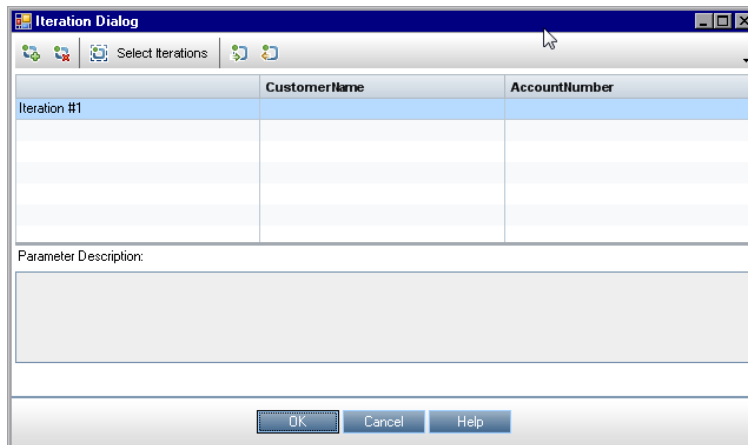 Iteration Dialog
Select Iterations
CustomerName AccountNumber
Iteration #1
Parameter Description:
OK Cancel Help